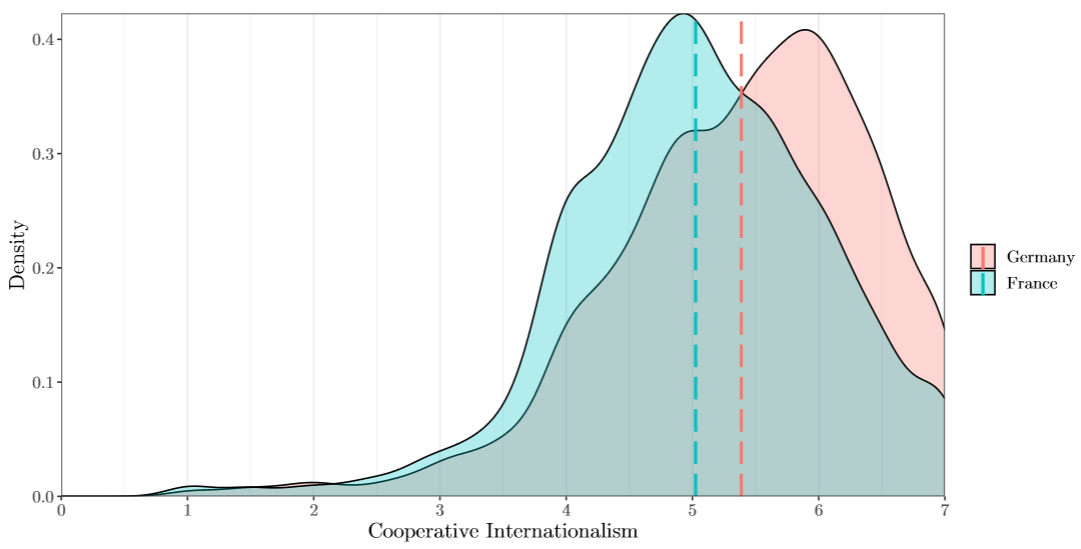 0.4
0.3
0.2
0.1
0.0
Density
0 1 2 3 4 5 6 7
Cooperative Internationalism
Germany
France